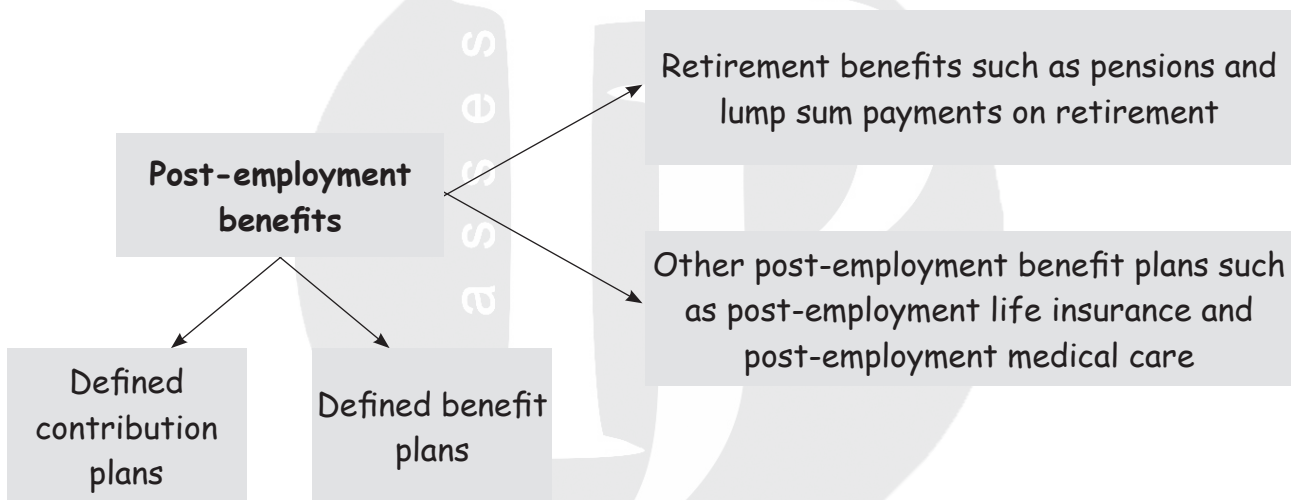 Retirement benefits such as pensions and
lump sum payments on retirement
Post-employment
benefits
Other post-employment benefit plans such
as post-employment life insurance and
post-employment medical care
Defined
contribution
plans
Defined benefit
plans
asses